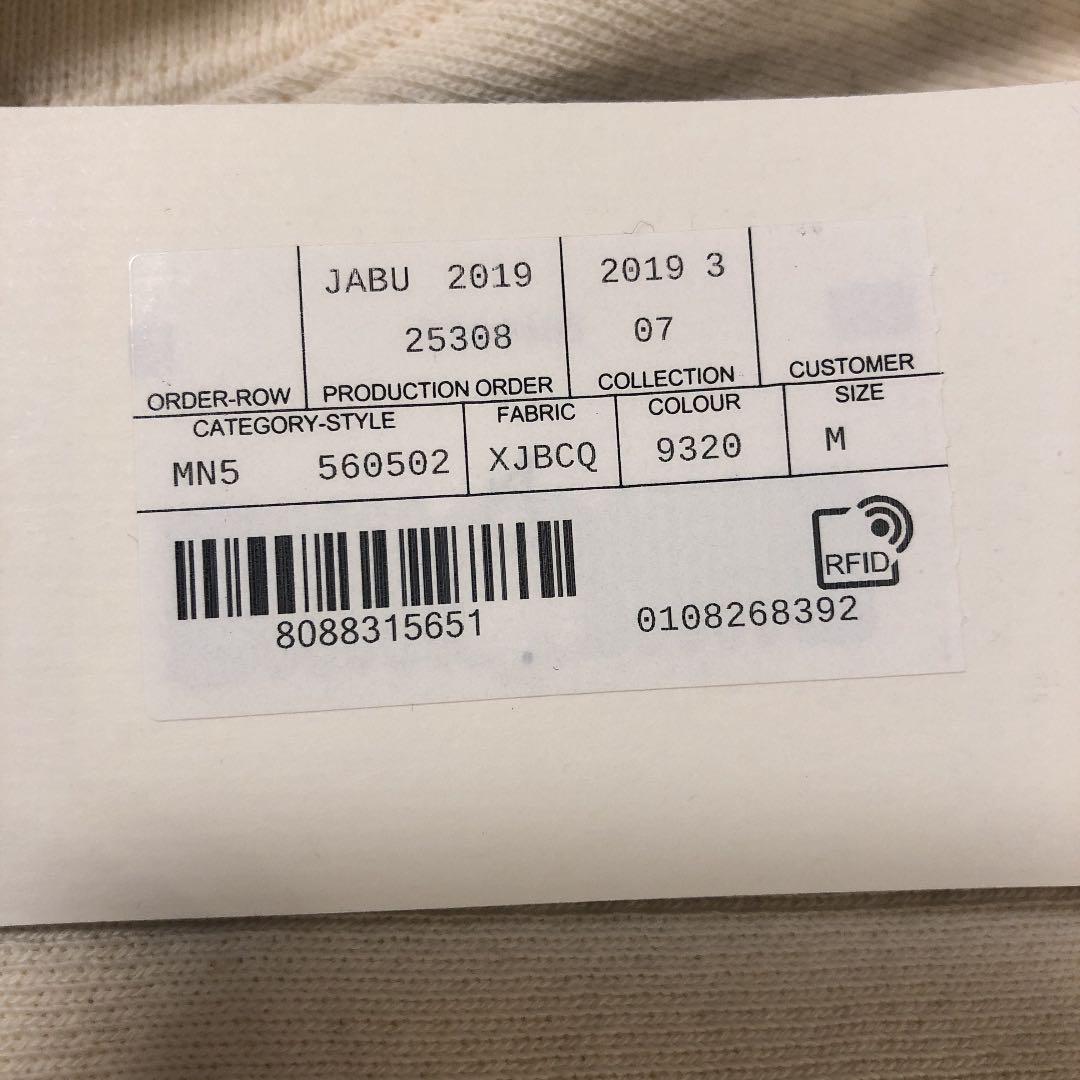 JABU 2019 2019 3
25308 07
ORDER-ROW PRODUCTION ORDER COLLECTION CUSTOMER
CATEGORY-STYLE FABRIC COLOUR SIZE
MN5 560502 XJBCQ 9320 M
RFID
8088315651 0108268392